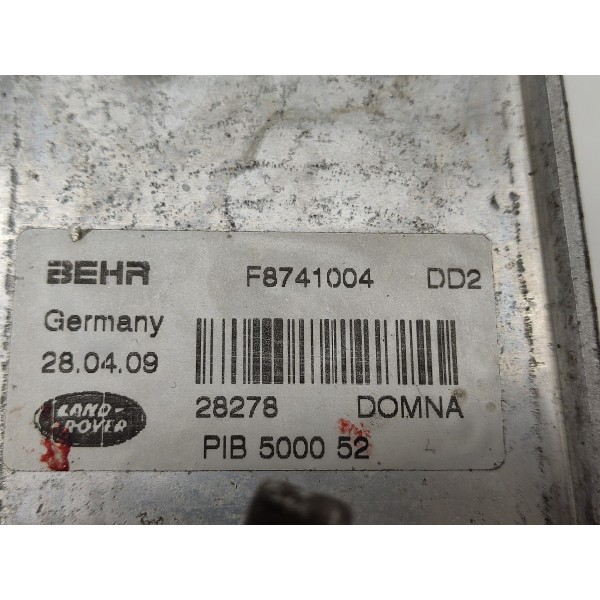 BEHR F8741004 DD2
Germany
28.04.09
28278 DOMNA
LAND-
-ROVER
PIB 5000 52